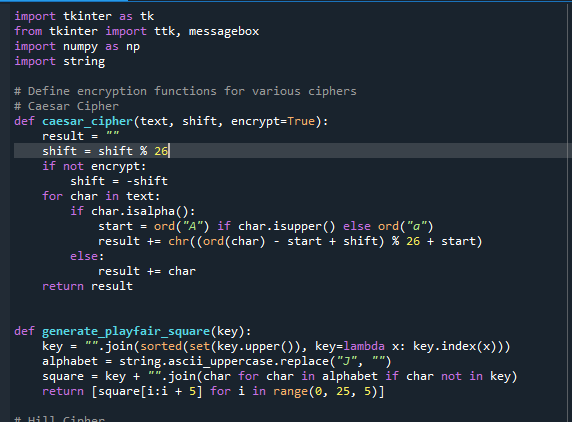 import tkinter as tk
from tkinter import ttk, messagebox
import numpy as np
import string

# Define encryption functions for various ciphers
# Caesar Cipher
def caesar_cipher(text, shift, encrypt=True):
    result = ""
    shift = shift % 26
    if not encrypt:
        shift = -shift
    for char in text:
        if char.isalpha():
            start = ord("A") if char.isupper() else ord("a")
            result += chr((ord(char) - start + shift) % 26 + start)
        else:
            result += char
    return result


def generate_playfair_square(key):
    key = "".join(sorted(set(key.upper()), key=lambda x: key.index(x)))
    alphabet = string.ascii_uppercase.replace("J", "")
    square = key + "".join(char for char in alphabet if char not in key)
    return [square[i:i + 5] for i in range(0, 25, 5)]

# Hill Cipher